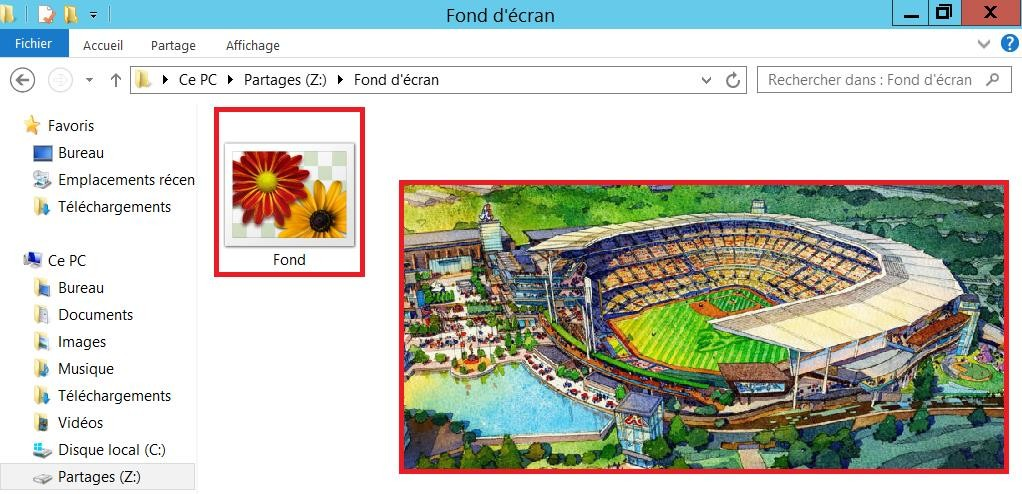 Fond d'écran
Fichier
Accueil
Partage
Affichage
Ce PC
Partages (Z:)
Fond d'écran
Rechercher dans : Fond d'écran
Favoris
Bureau
Emplacements récen
Téléchargements
Ce PC
Bureau
Documents
Images
Musique
Téléchargements
Vidéos
Disque local (C:)
Partages (Z:)
Fond